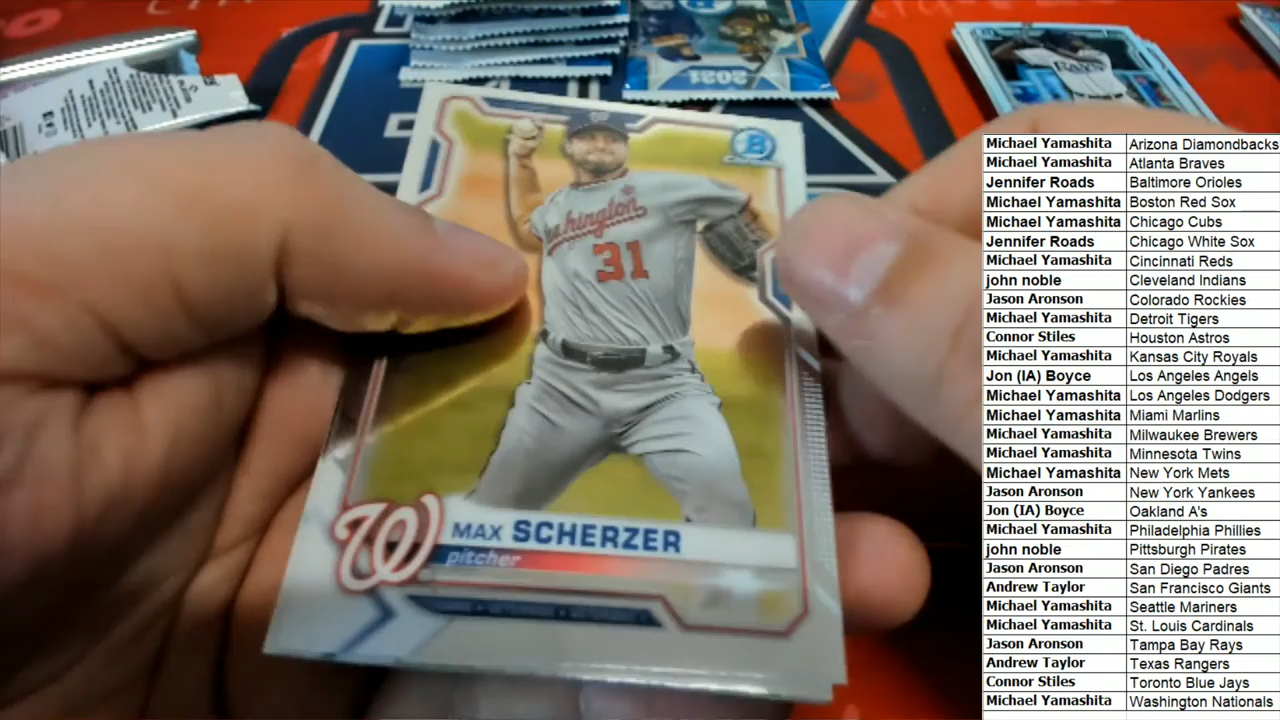 2021
RAYS
B
Washington
31
W
MAX SCHERZER
pitcher
Michael Yamashita Arizona Diamondbacks
Michael Yamashita Atlanta Braves
Jennifer Roads Baltimore Orioles
Michael Yamashita Boston Red Sox
Michael Yamashita Chicago Cubs
Jennifer Roads Chicago White Sox
Michael Yamashita Cincinnati Reds
john noble Cleveland Indians
Jason Aronson Colorado Rockies
Michael Yamashita Detroit Tigers
Connor Stiles Houston Astros
Michael Yamashita Kansas City Royals
Jon (IA) Boyce Los Angeles Angels
Michael Yamashita Los Angeles Dodgers
Michael Yamashita Miami Marlins
Michael Yamashita Milwaukee Brewers
Michael Yamashita Minnesota Twins
Michael Yamashita New York Mets
Jason Aronson New York Yankees
Jon (IA) Boyce Oakland A's
Michael Yamashita Philadelphia Phillies
john noble Pittsburgh Pirates
Jason Aronson San Diego Padres
Andrew Taylor San Francisco Giants
Michael Yamashita Seattle Mariners
Michael Yamashita St. Louis Cardinals
Jason Aronson Tampa Bay Rays
Andrew Taylor Texas Rangers
Connor Stiles Toronto Blue Jays
Michael Yamashita Washington Nationals